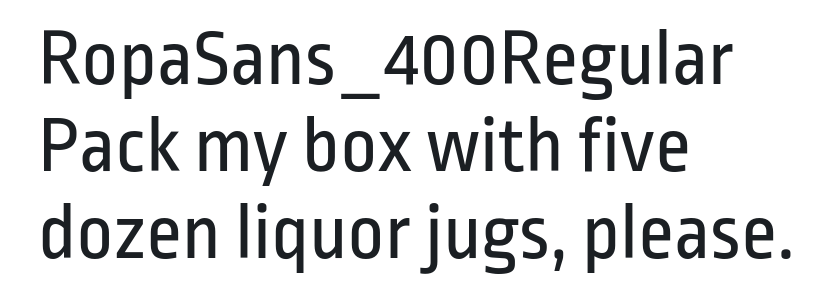 RopaSans_400Regular
Pack my box with five
dozen liquor jugs, please.